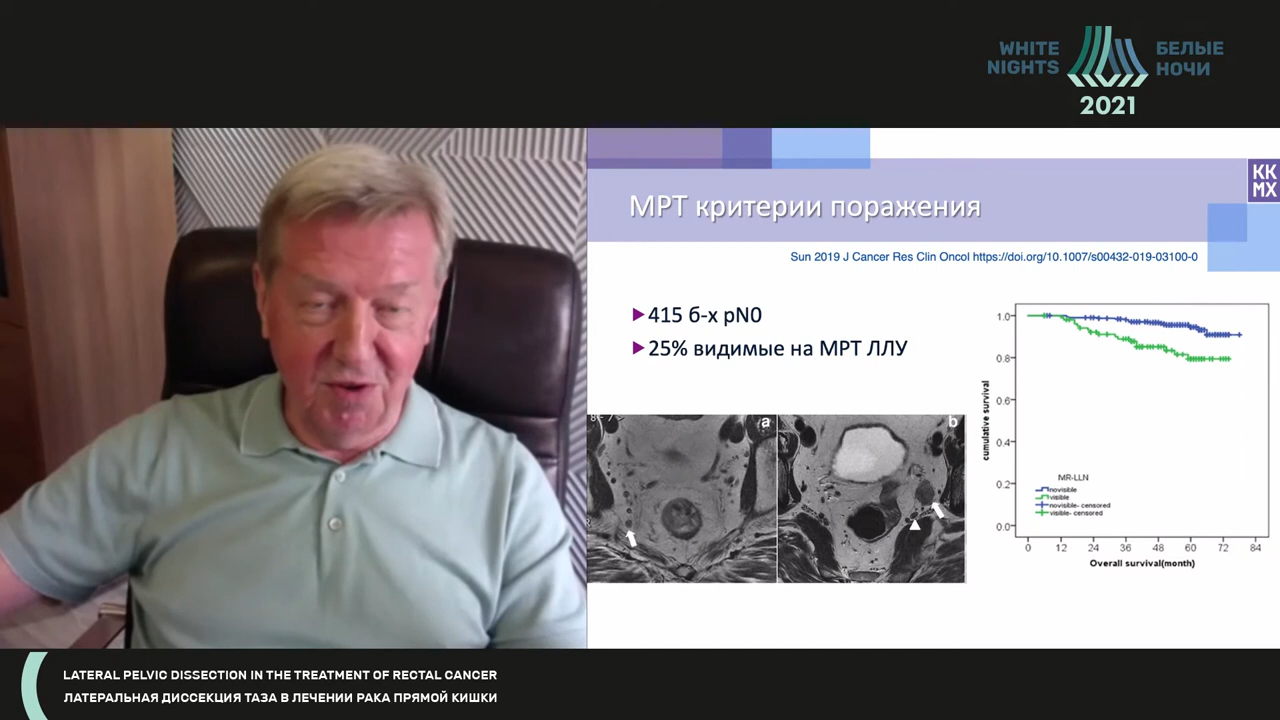 WHITE
NIGHTS
БЕЛЫЕ
НОЧИ
2021
КК
МХ
МРТ критерии поражения
Sun 2019 J Cancer Res Clin Oncol https://doi.org/10.1007/s00432-019-03100-0
415 б-х pN0
25% видимые на МРТ ЛЛУ
a
b
cumulative survival
1.0
0.8
0.6
0.4
0.2
0.0
MR-LLN
novisible
visible
novisible- censored
visible- censored
0 12 24 36 48 60 72 84
Overall survival(month)
LATERAL PELVIC DISSECTION IN THE TREATMENT OF RECTAL CANCER
ЛАТЕРАЛЬНАЯ ДИССЕКЦИЯ ТАЗА В ЛЕЧЕНИИ РАКА ПРЯМОЙ КИШКИ